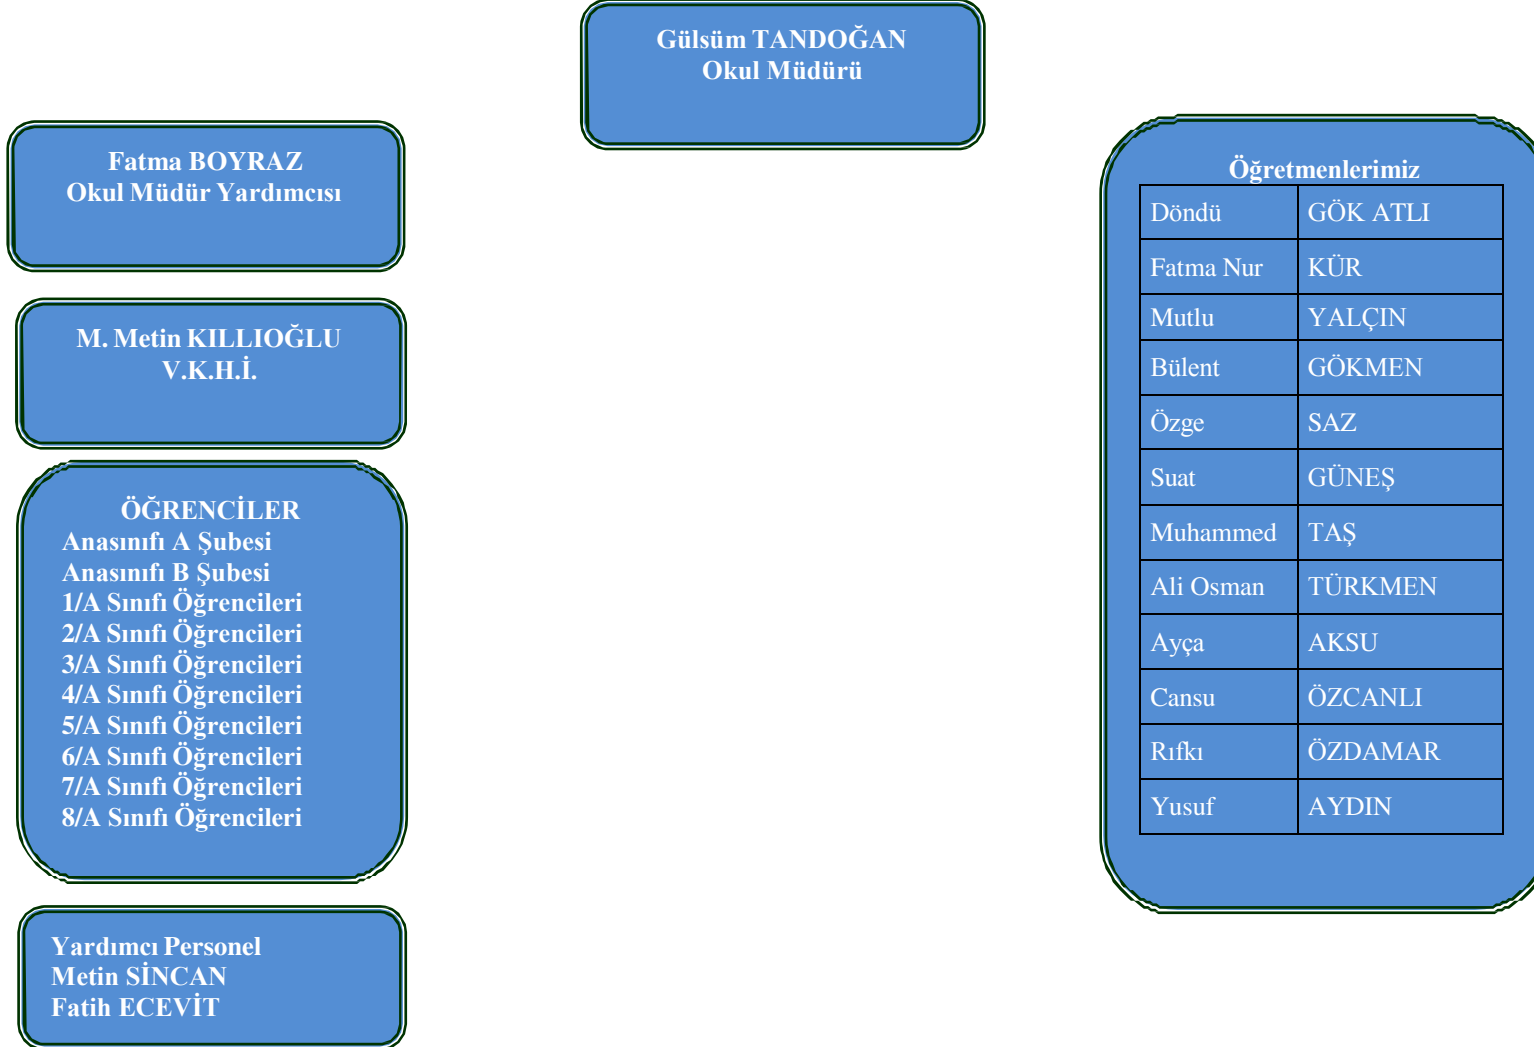 Gülsüm TANDOĞAN
Okul Müdürü
Fatma BOYRAZ
Okul Müdür Yardımcısı
M. Metin KILLIOĞLU
V.K.H.İ.
ÖĞRENCİLER
Anasınıfı A Şubesi
Anasınıfı B Şubesi
1/A Sınıfı Öğrencileri
2/A Sınıfı Öğrencileri
3/A Sınıfı Öğrencileri
4/A Sınıfı Öğrencileri
5/A Sınıfı Öğrencileri
6/A Sınıfı Öğrencileri
7/A Sınıfı Öğrencileri
8/A Sınıfı Öğrencileri
Yardımcı Personel
Metin SİNCAN
Fatih ECEVİT
Öğretmenlerimiz
Döndü GÖK ATLI
Fatma Nur KÜR
Mutlu YALÇIN
Bülent GÖKMEN
Özge SAZ
Suat GÜNEŞ
Muhammed TAŞ
Ali Osman TÜRKMEN
Ayça AKSU
Cansu ÖZCANLI
Rıfkı ÖZDAMAR
Yusuf AYDIN